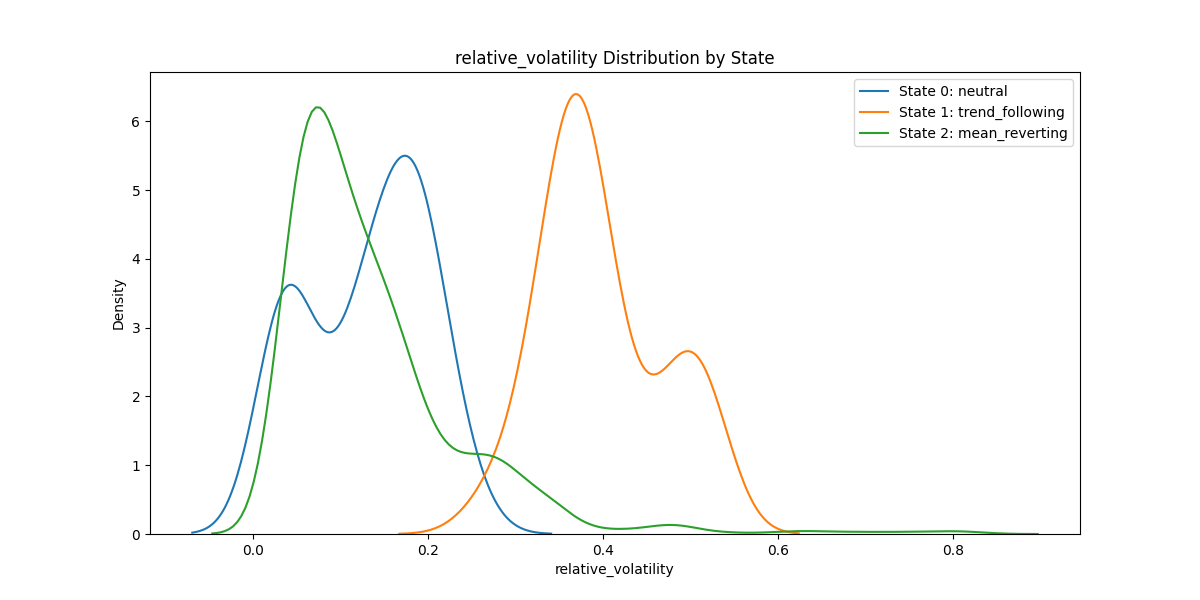 relative_volatility Distribution by State
State 0: neutral
State 1: trend_following
State 2: mean_reverting
Density
6
5
4
3
2
1
0
0.0 0.2 0.4 0.6 0.8
relative_volatility